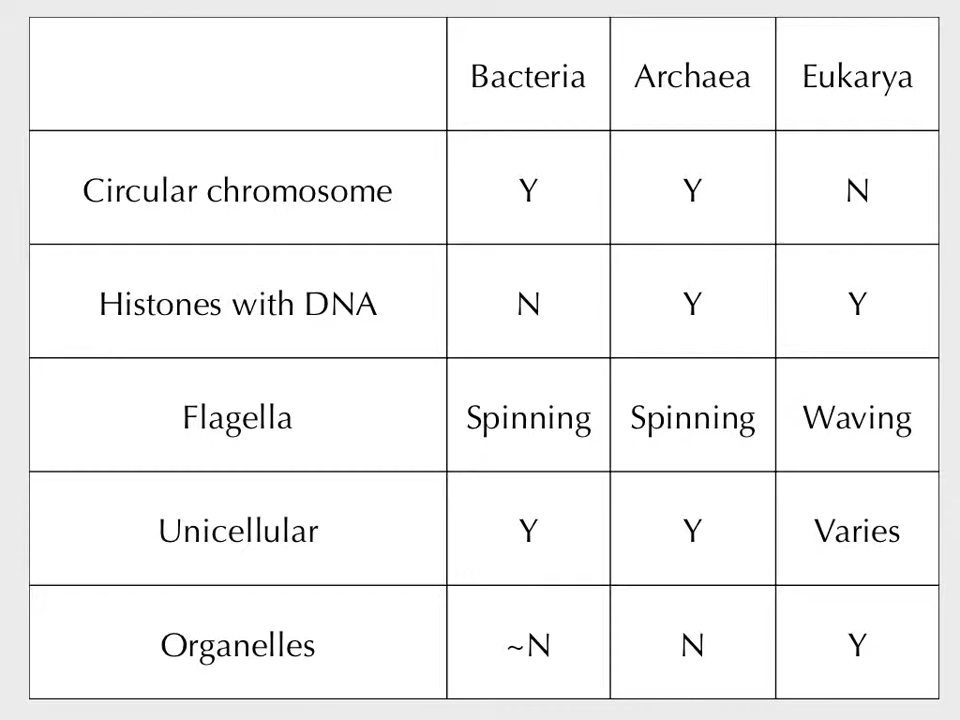 Bacteria Archaea Eukarya
Circular chromosome Y Y N
Histones with DNA N Y Y
Flagella Spinning Spinning Waving
Unicellular Y Y Varies
Organelles ~N N Y